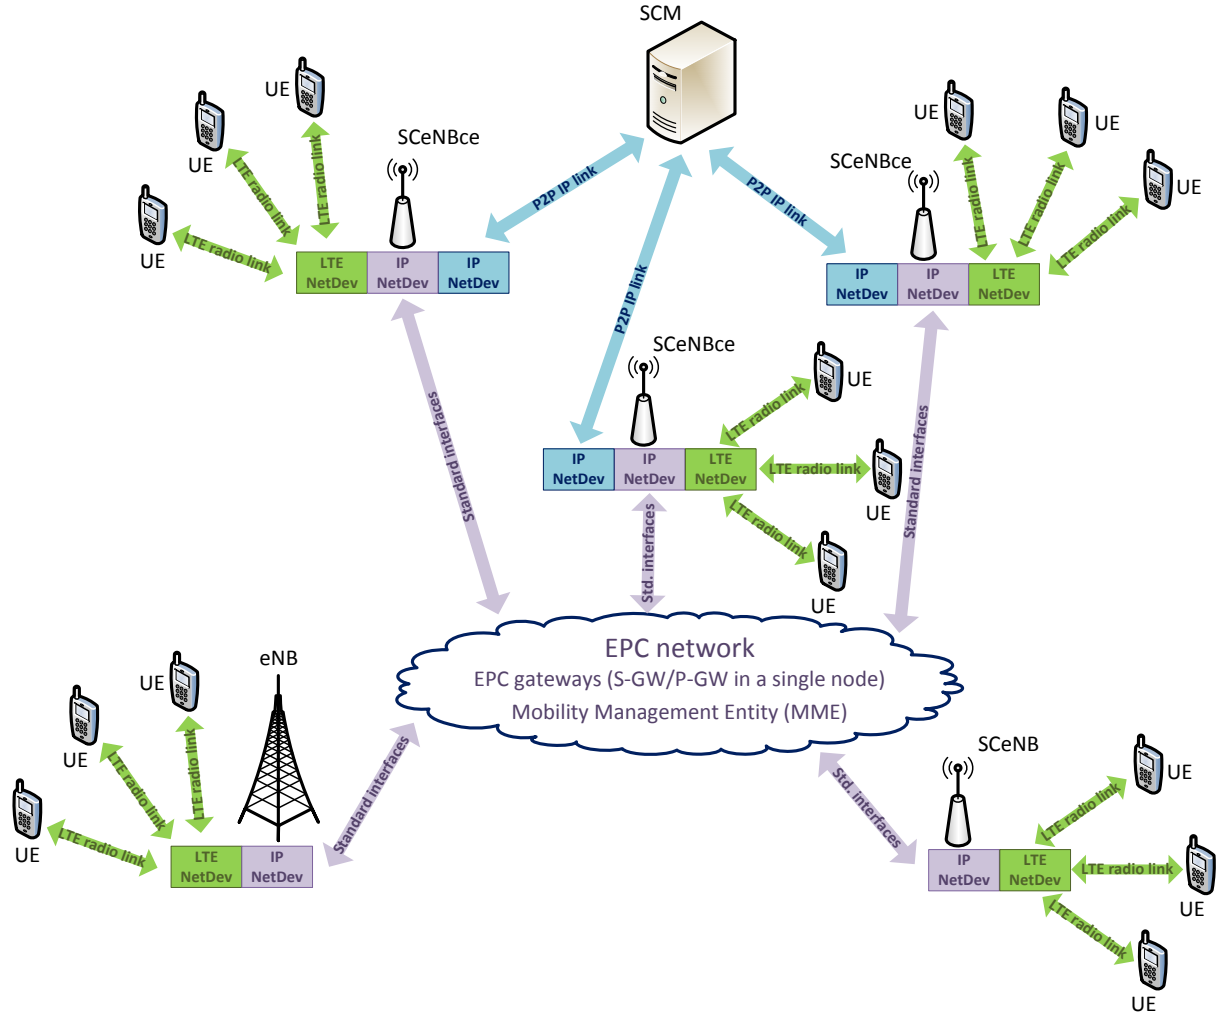 SCM
UE
UE
UE
SCeNBce
LTE radio link
LTE radio link
LTE radio link
LTE
NetDev
IP
NetDev
IP
NetDev
P2P IP link
P2P IP link
P2P IP link
UE
UE
UE
SCeNBce
LTE radio link
LTE radio link
LTE radio link
IP
NetDev
IP
NetDev
LTE
NetDev
SCeNBce
UE
UE
UE
LTE radio link
LTE radio link
LTE radio link
IP
NetDev
IP
NetDev
LTE
NetDev
Standard interfaces
Std. interfaces
Standard interfaces
EPC network
EPC gateways (S-GW/P-GW in a single node)
Mobility Management Entity (MME)
eNB
UE
UE
UE
LTE radio link
LTE radio link
LTE radio link
LTE
NetDev
IP
NetDev
Standard interfaces
Std. interfaces
SCeNB
UE
UE
UE
LTE radio link
LTE radio link
LTE radio link
IP
NetDev
LTE
NetDev